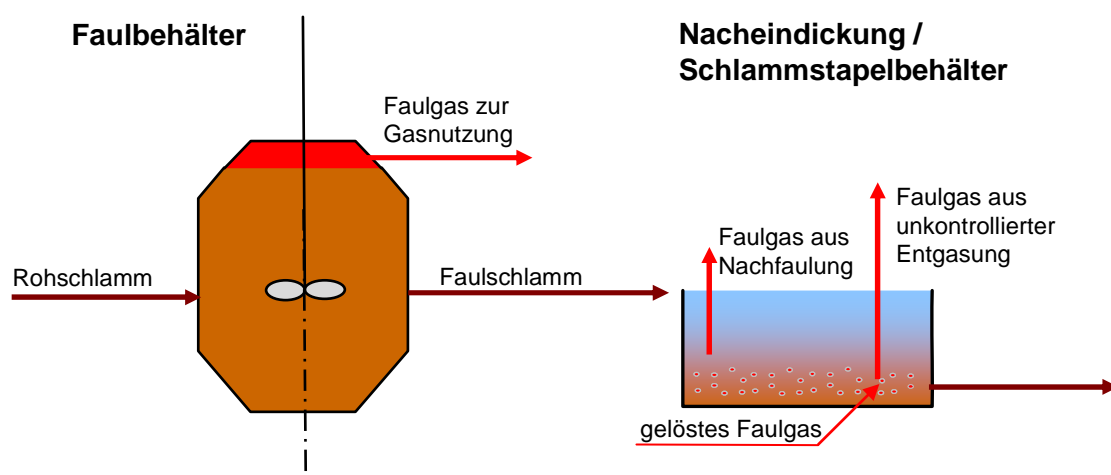 Faulbehälter
Nacheindickung /
Schlammstapelbehälter
Faulgas zur
Gasnutzung
Faulgas aus
unkontrollierter
Entgasung
Faulgas aus
Nachfaulung
Rohschlamm
Faulschlamm
gelöstes Faulgas